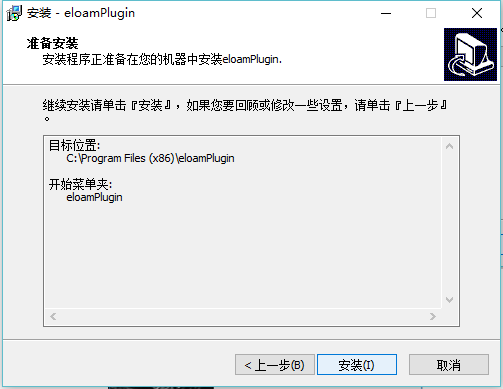 安装 - eloamPlugin
准备安装
安装程序正准备在您的机器中安装eloamPlugin.
继续安装请单击『安装』，如果您要回顾或修改一些设置，请单击『上一步』
。
目标位置:
C:\Program Files (x86)\eloamPlugin
开始菜单夹:
eloamPlugin
< 上一步(B) 安装(I) 取消